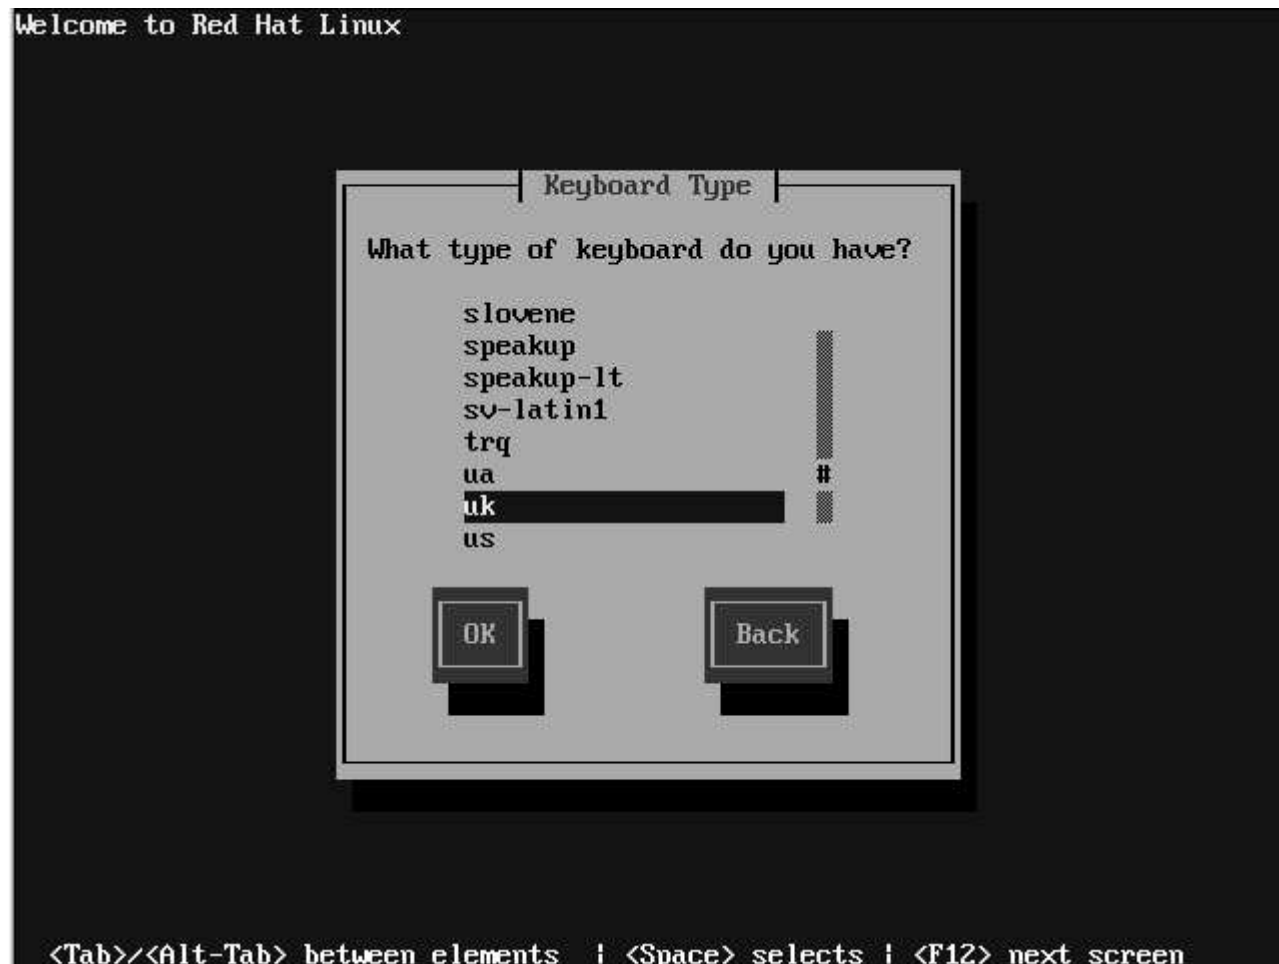 Welcome to Red Hat Linux
Keyboard Type
What type of keyboard do you have?
slovene
speakup
speakup-lt
sv-latin1
trq
ua
#
uk
us
OK
Back
<Tab>/<Alt-Tab> between elements | <Space> selects | <F12> next screen